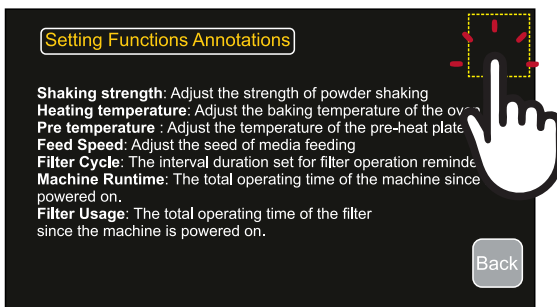 Setting Functions Annotations
Shaking strength: Adjust the strength of powder shaking
Heating temperature: Adjust the baking temperature of the
Pre temperature : Adjust the temperature of the pre-heat plate
Feed Speed: Adjust the seed of media feeding
Filter Cycle: The interval duration set for filter operation
Machine Runtime: The total operating time of the machine since
powered on.
Filter Usage: The total operating time of the filter
since the machine is powered on.
Back